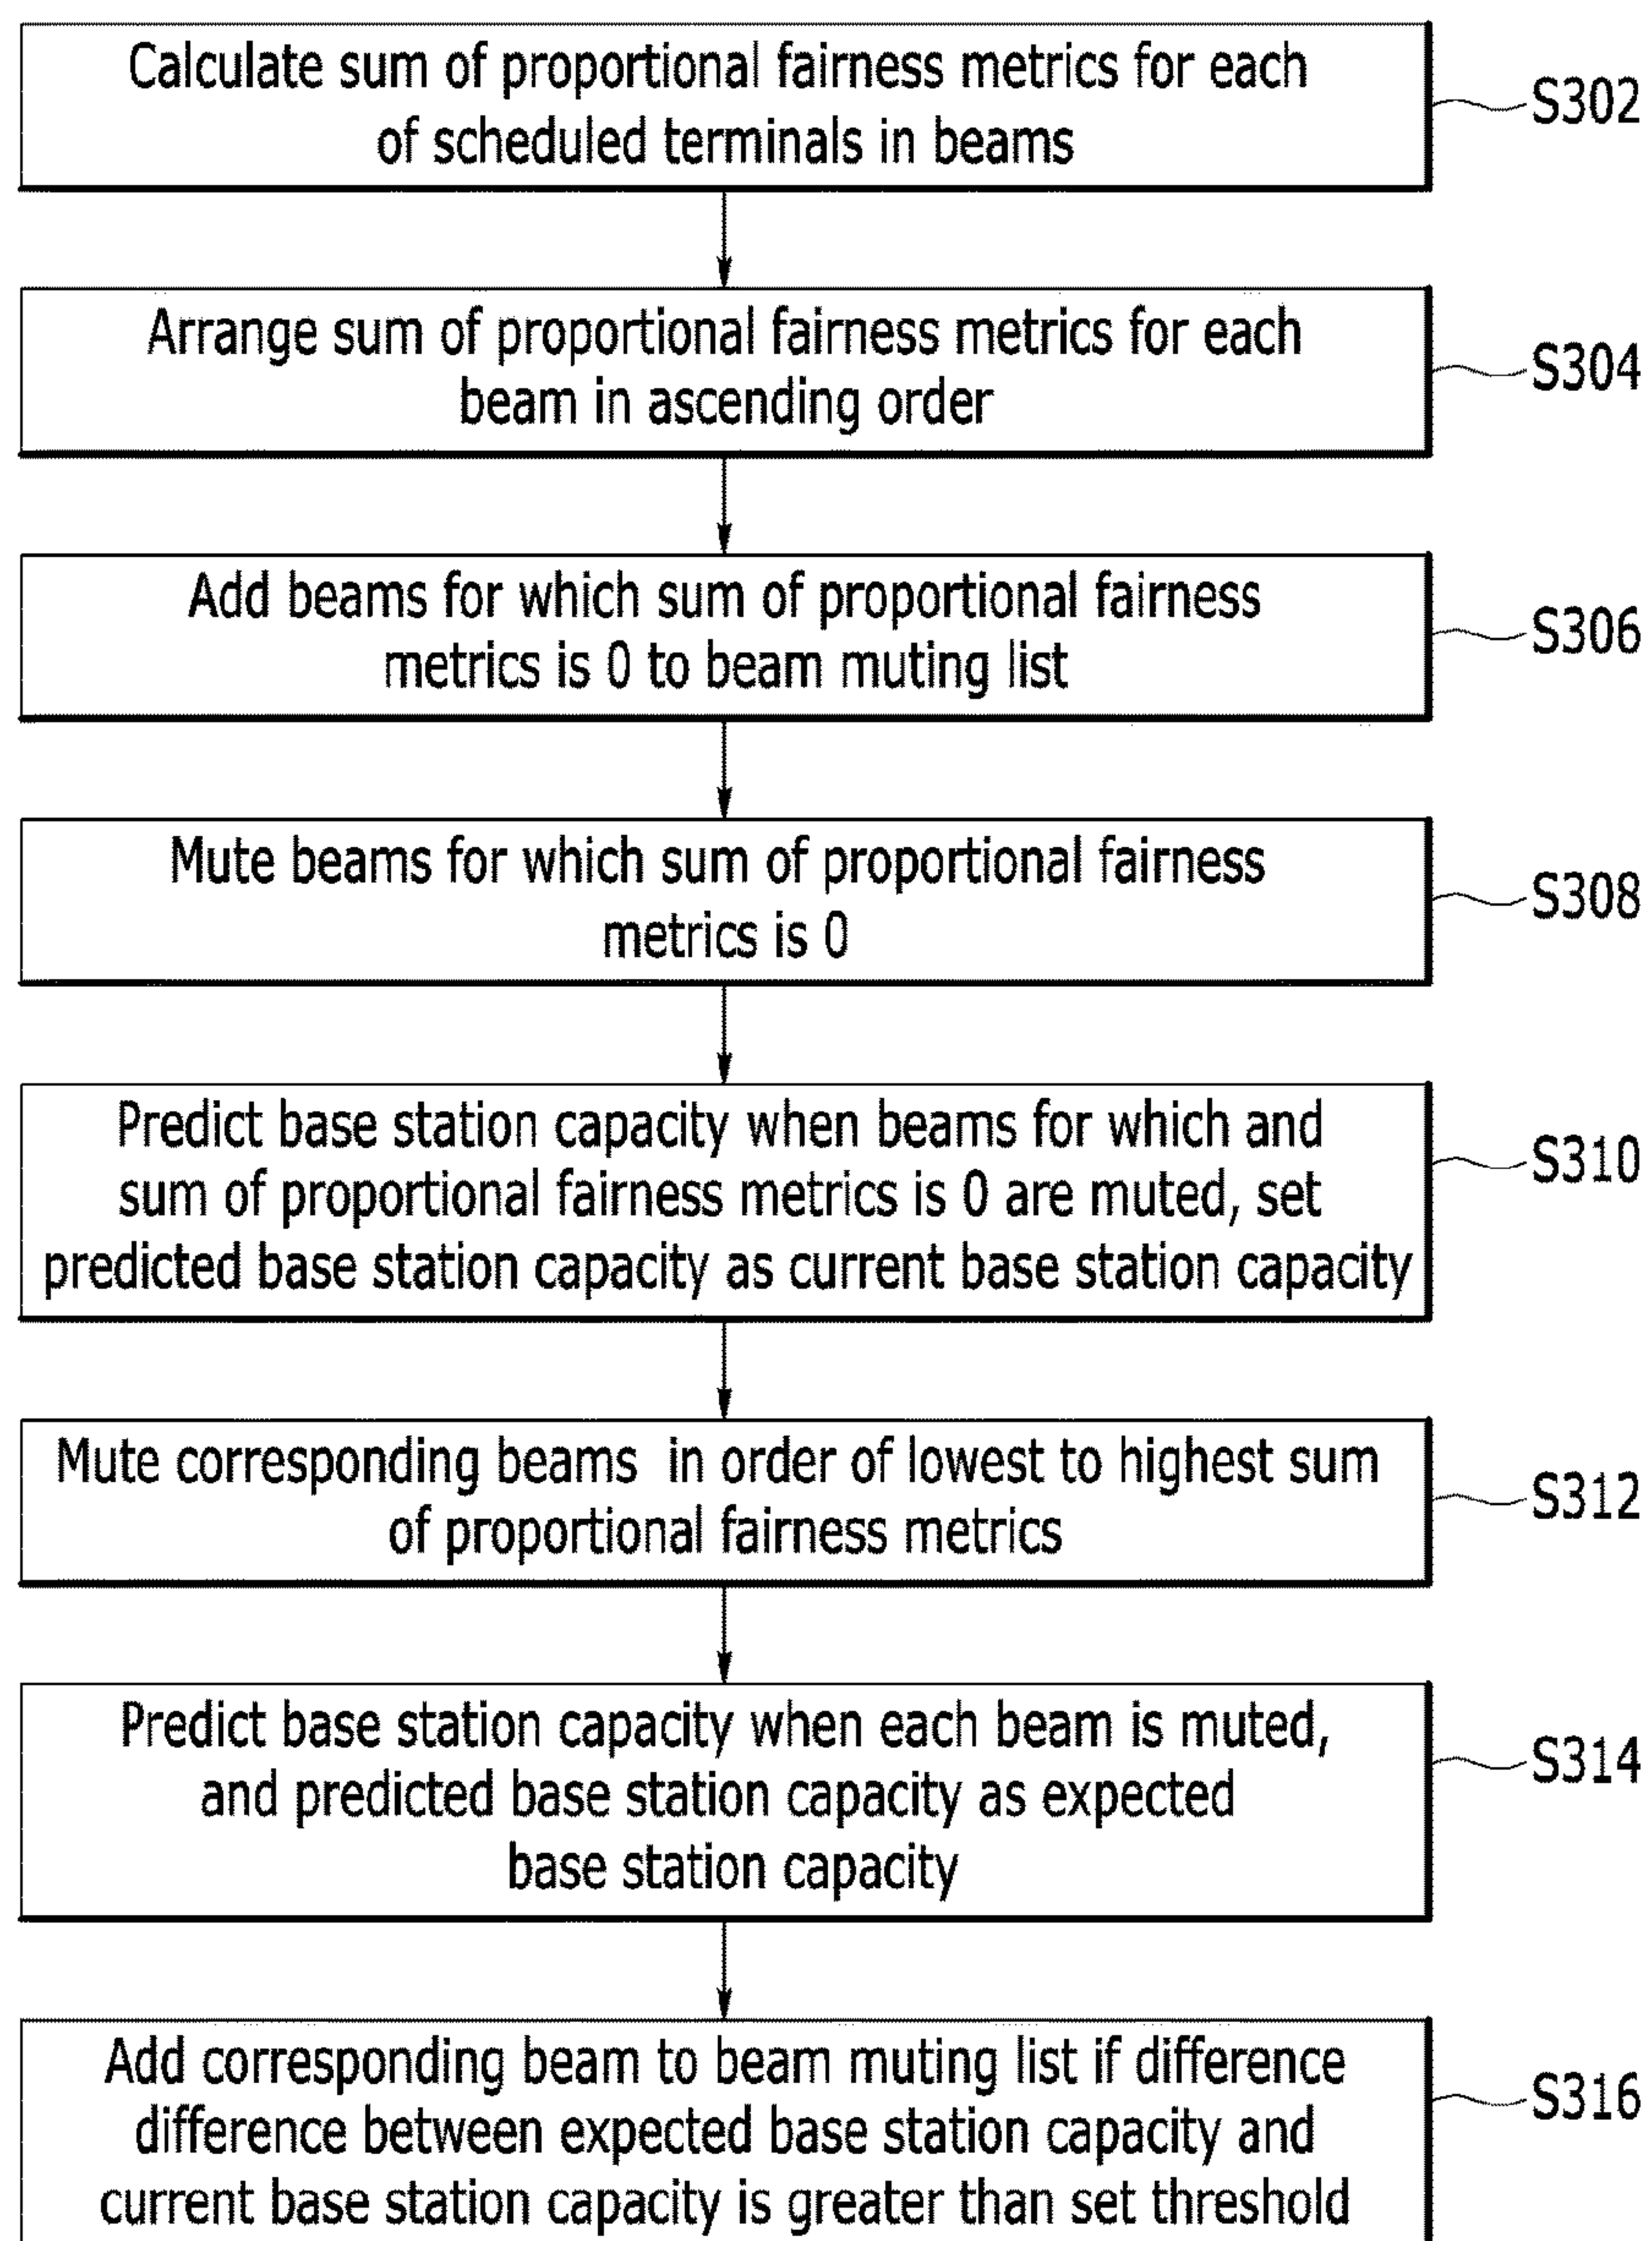 Calculate sum of proportional fairness metrics for each
of scheduled terminals in beams
S302
Arrange sum of proportional fairness metrics for each
beam in ascending order
S304
Add beams for which sum of proportional fairness
metrics is 0 to beam muting list
S306
Mute beams for which sum of proportional fairness
metrics is 0
S308
Predict base station capacity when beams for which and
sum of proportional fairness metrics is 0 are muted, set
predicted base station capacity as current base station capacity
S310
Mute corresponding beams in order of lowest to highest sum
of proportional fairness metrics
S312
Predict base station capacity when each beam is muted,
and predicted base station capacity as expected
base station capacity
S314
Add corresponding beam to beam muting list if difference
difference between expected base station capacity and
current base station capacity is greater than set threshold
S316